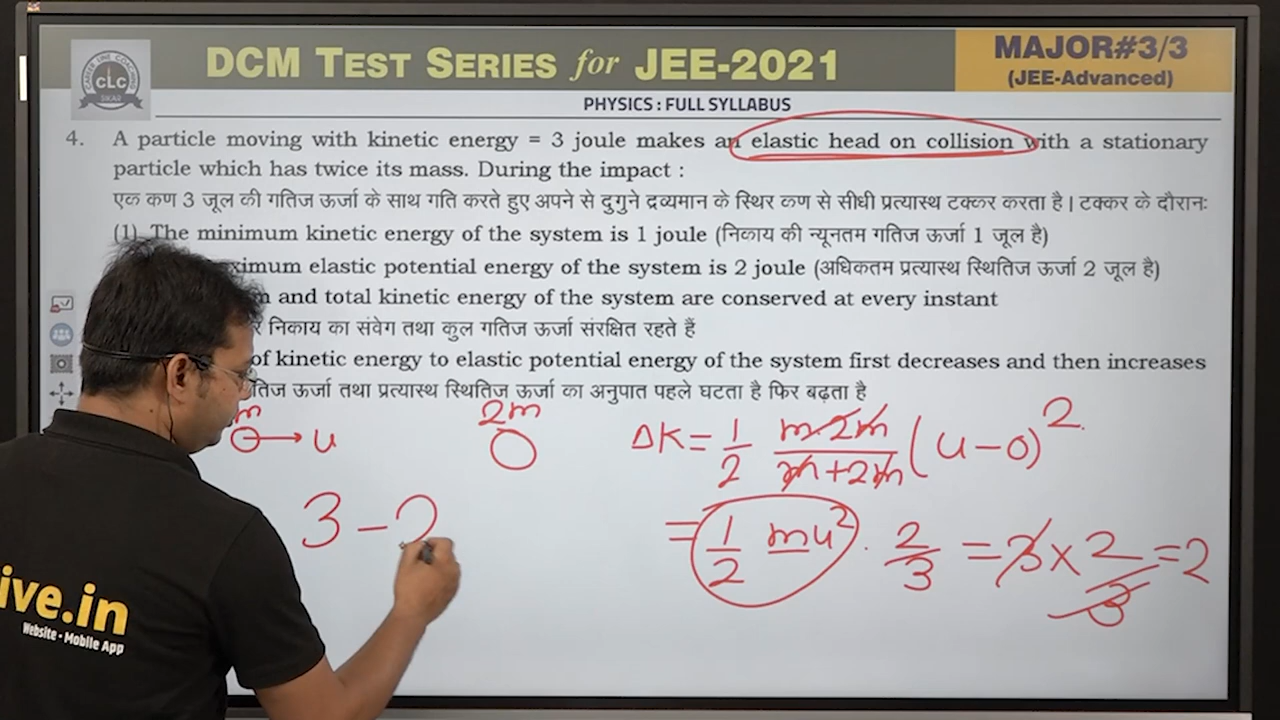 DCM TEST SERIES for JEE-2021
MAJOR#3/3
(JEE-Advanced)
CAREER LINE COACHING
CLC
SIKAR
PHYSICS : FULL SYLLABUS
4. A particle moving with kinetic energy = 3 joule makes an elastic head on collision with a stationary
particle which has twice its mass. During the impact :
एक कण 3 जूल की गतिज ऊर्जा के साथ गति करते हुए अपने से दुगुने द्रव्यमान के स्थिर कण से सीधी प्रत्यास्थ टक्कर करता है। टक्कर के दौरानः
(1) The minimum kinetic energy of the system is 1 joule (निकाय की न्यूनतम गतिज ऊर्जा 1 जूल है)
ximum elastic potential energy of the system is 2 joule (अधिकतम प्रत्यास्थ स्थितिज ऊर्जा 2 जूल है)
and total kinetic energy of the system are conserved at every instant
निकाय का संवेग तथा कुल गतिज ऊर्जा संरक्षित रहते हैं
of kinetic energy to elastic potential energy of the system first decreases and then increases
तिज ऊर्जा तथा प्रत्यास्थ स्थितिज ऊर्जा का अनुपात पहले घटता है फिर बढ़ता है
m → u
2m
ΔK = 1/2 m.2m/m+2m (u-0)²
3-2
= 1/2 mu² . 2/3 = 3 x 2/3 = 2
ive.in
Website • Mobile App